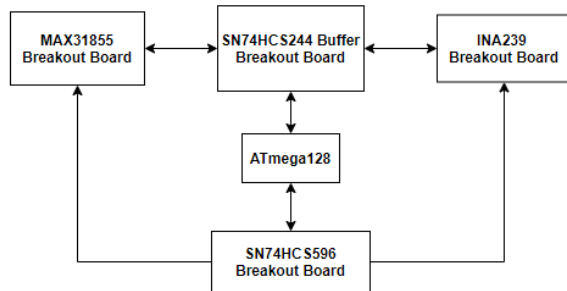 MAX31855
Breakout Board
SN74HCS244 Buffer
Breakout Board
INA239
Breakout Board
ATmega128
SN74HCS596
Breakout Board